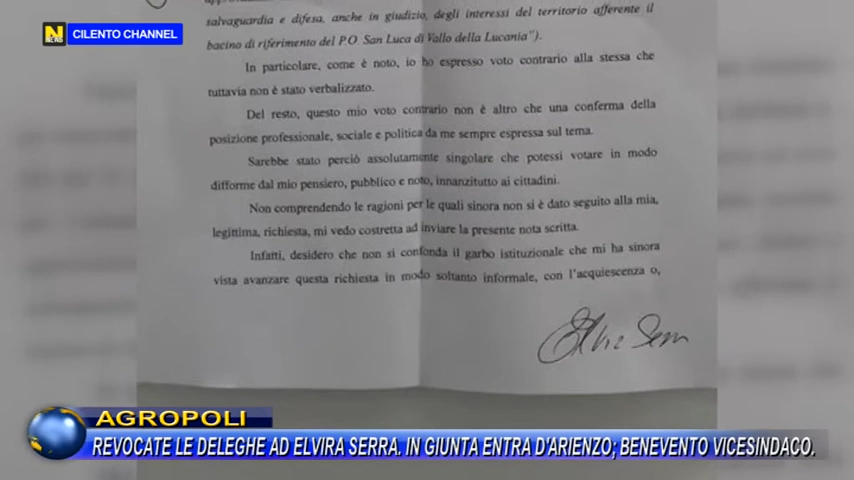 approvazione
salvaguardia e difesa, anche in giudizio, degli interessi del territorio afferente il
bacino di riferimento del P.O. San Luca di Vallo della Lucania").
In particolare, come è noto, io ho espresso voto contrario alla stessa che
tuttavia non è stato verbalizzato.
Del resto, questo mio voto contrario non è altro che una conferma della
posizione professionale, sociale e politica da me sempre espressa sul tema.
Sarebbe stato perciò assolutamente singolare che potessi votare in modo
difforme dal mio pensiero, pubblico e noto, innanzitutto ai cittadini.
Non comprendendo le ragioni per le quali sinora non si è dato seguito alla mia,
legittima, richiesta, mi vedo costretta ad inviare la presente nota scritta.
Infatti, desidero che non si confonda il garbo istituzionale che mi ha sinora
vista avanzare questa richiesta in modo soltanto informale, con l'acquiescenza o,
Elvira Serra
N
CILENTO CHANNEL
AGROPOLI
REVOCATE LE DELEGHE AD ELVIRA SERRA. IN GIUNTA ENTRA D'ARIENZO; BENEVENTO VICESINDACO.